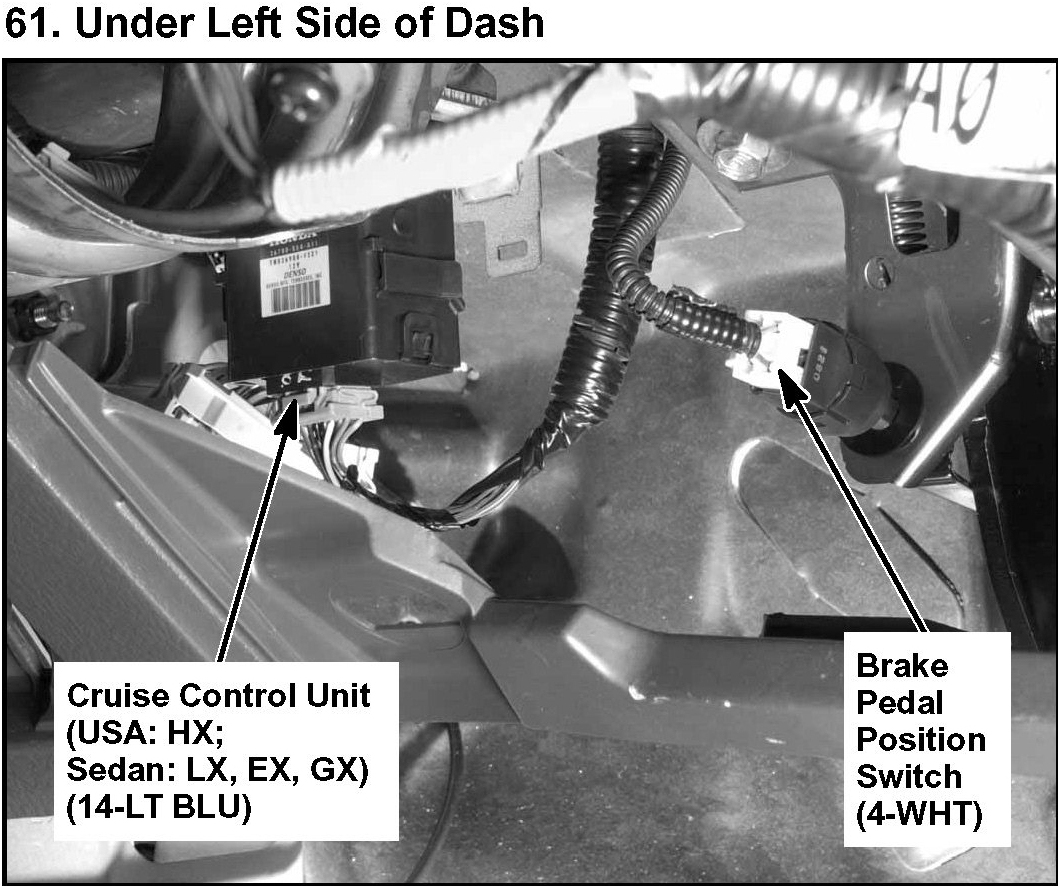 61. Under Left Side of Dash
HONDA
DENSO
Cruise Control Unit
(USA: HX;
Sedan: LX, EX, GX)
(14-LT BLU)
Brake
Pedal
Position
Switch
(4-WHT)